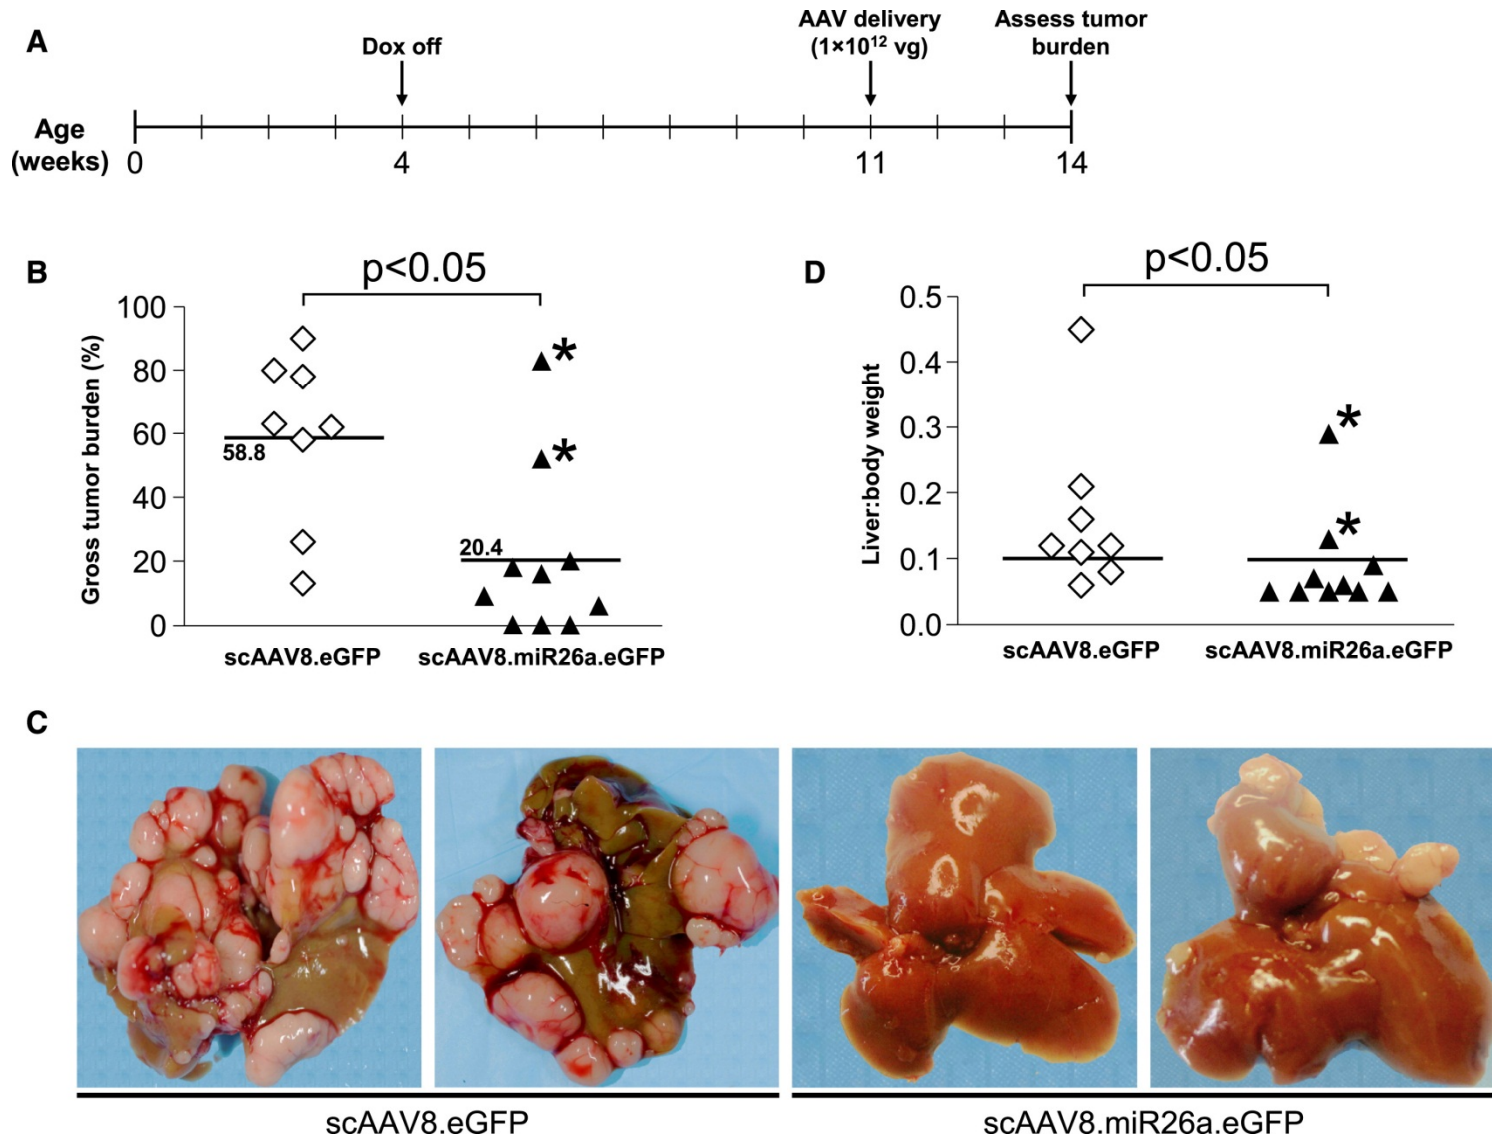 A
Dox off
AAV delivery
(1×10¹² vg)
Assess tumor
burden
Age
(weeks)
0
4
11
14
B
p<0.05
Gross tumor burden (%)
100
80
60
40
20
0
58.8
20.4
*
*
scAAV8.eGFP
scAAV8.miR26a.eGFP
D
p<0.05
Liver:body weight
0.5
0.4
0.3
0.2
0.1
0.0
*
*
scAAV8.eGFP
scAAV8.miR26a.eGFP
C
scAAV8.eGFP
scAAV8.miR26a.eGFP